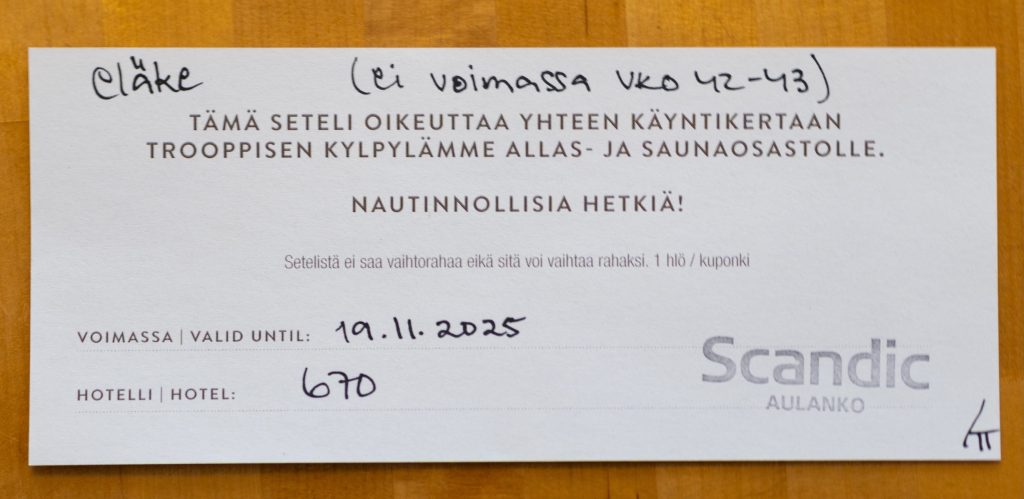 eläke (ei voimassa vko 42-43)
TÄMÄ SETELI OIKEUTTAA YHTEEN KÄYNTIKERTAAN
TROOPPISEN KYLPYLÄMME ALLAS- JA SAUNAOSASTOLLE.
NAUTINNOLLISIA HETKIÄ!
Setelistä ei saa vaihtorahaa eikä sitä voi vaihtaa rahaksi. 1 hlö / kuponki
VOIMASSA | VALID UNTIL: 19.11.2025
HOTELLI | HOTEL: 670
Scandic
AULANKO